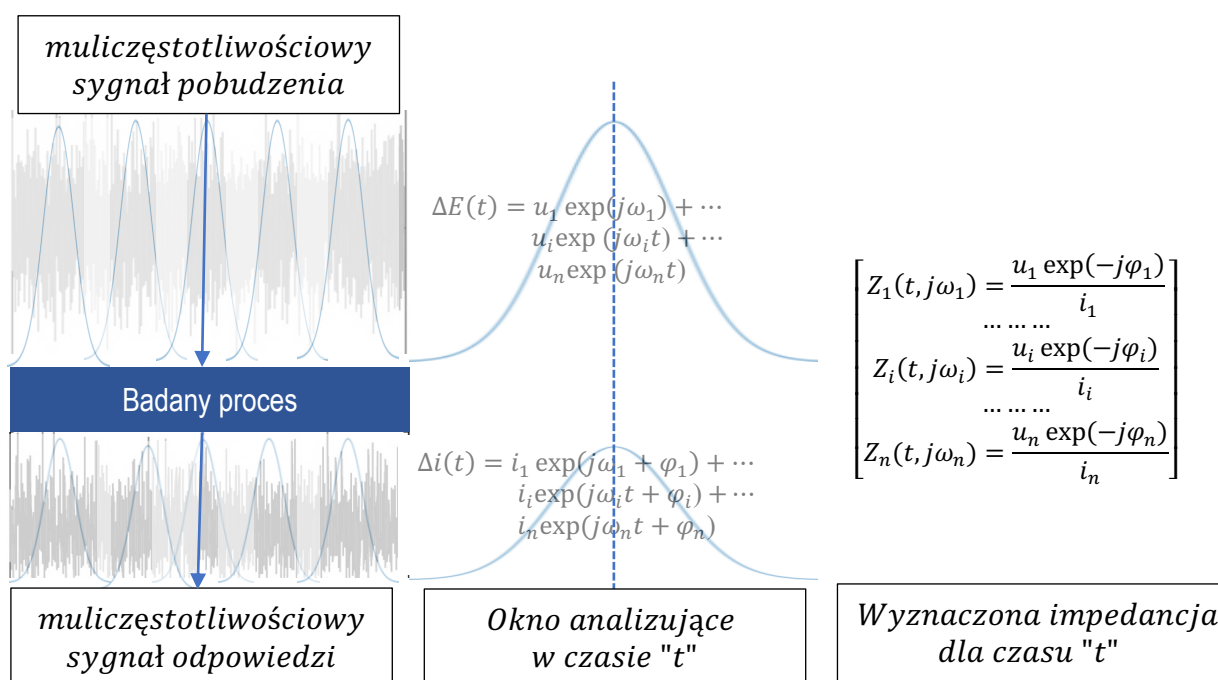 muliczęstotliwościowy
sygnał pobudzenia
ΔE(t) = u₁ exp(jω₁) + ⋯
uᵢexp (jωᵢt) + ⋯
uₙexp (jωₙt)
Badany proces
Δi(t) = i₁ exp(jω₁ + φ₁) + ⋯
iᵢexp(jωᵢt + φᵢ) + ⋯
iₙexp(jωₙt + φₙ)
Z₁(t, jω₁) = u₁ exp(−jφ₁) / i₁
… … …
Zᵢ(t, jωᵢ) = uᵢ exp(−jφᵢ) / iᵢ
… … …
Zₙ(t, jωₙ) = uₙ exp(−jφₙ) / iₙ
muliczęstotliwościowy
sygnał odpowiedzi
Okno analizujące
w czasie "t"
Wyznaczona impedancja
dla czasu "t"